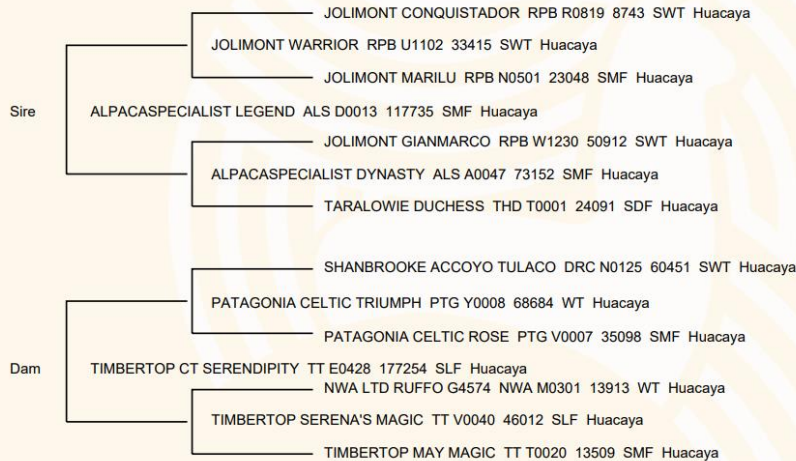 JOLIMONT CONQUISTADOR RPB R0819 8743 SWT Huacaya
JOLIMONT WARRIOR RPB U1102 33415 SWT Huacaya
JOLIMONT MARILU RPB N0501 23048 SMF Huacaya
Sire ALPACASPECIALIST LEGEND ALS D0013 117735 SMF Huacaya
JOLIMONT GIANMARCO RPB W1230 50912 SWT Huacaya
ALPACASPECIALIST DYNASTY ALS A0047 73152 SMF Huacaya
TARALOWIE DUCHESS THD T0001 24091 SDF Huacaya
SHANBROOKE ACCOYO TULACO DRC N0125 60451 SWT Huacaya
PATAGONIA CELTIC TRIUMPH PTG Y0008 68684 WT Huacaya
PATAGONIA CELTIC ROSE PTG V0007 35098 SMF Huacaya
Dam TIMBERTOP CT SERENDIPITY TT E0428 177254 SLF Huacaya
NWA LTD RUFFO G4574 NWA M0301 13913 WT Huacaya
TIMBERTOP SERENA'S MAGIC TT V0040 46012 SLF Huacaya
TIMBERTOP MAY MAGIC TT T0020 13509 SMF Huacaya